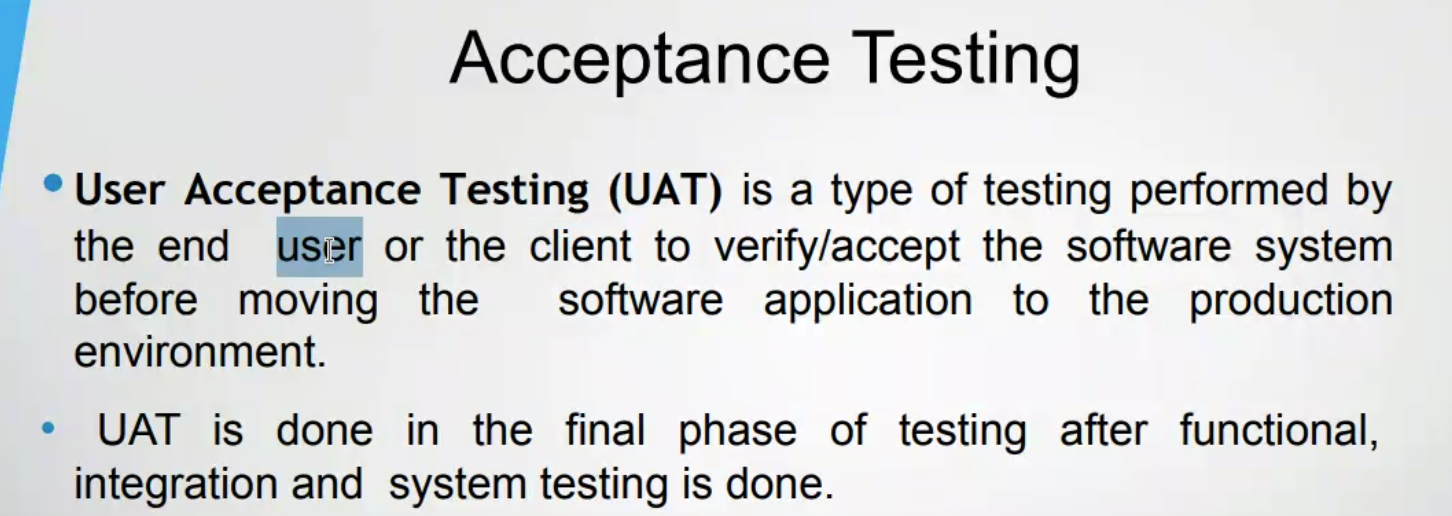 Acceptance Testing
• User Acceptance Testing (UAT) is a type of testing performed by
the end user or the client to verify/accept the software system
before moving the software application to the production
environment.
• UAT is done in the final phase of testing after functional,
integration and system testing is done.